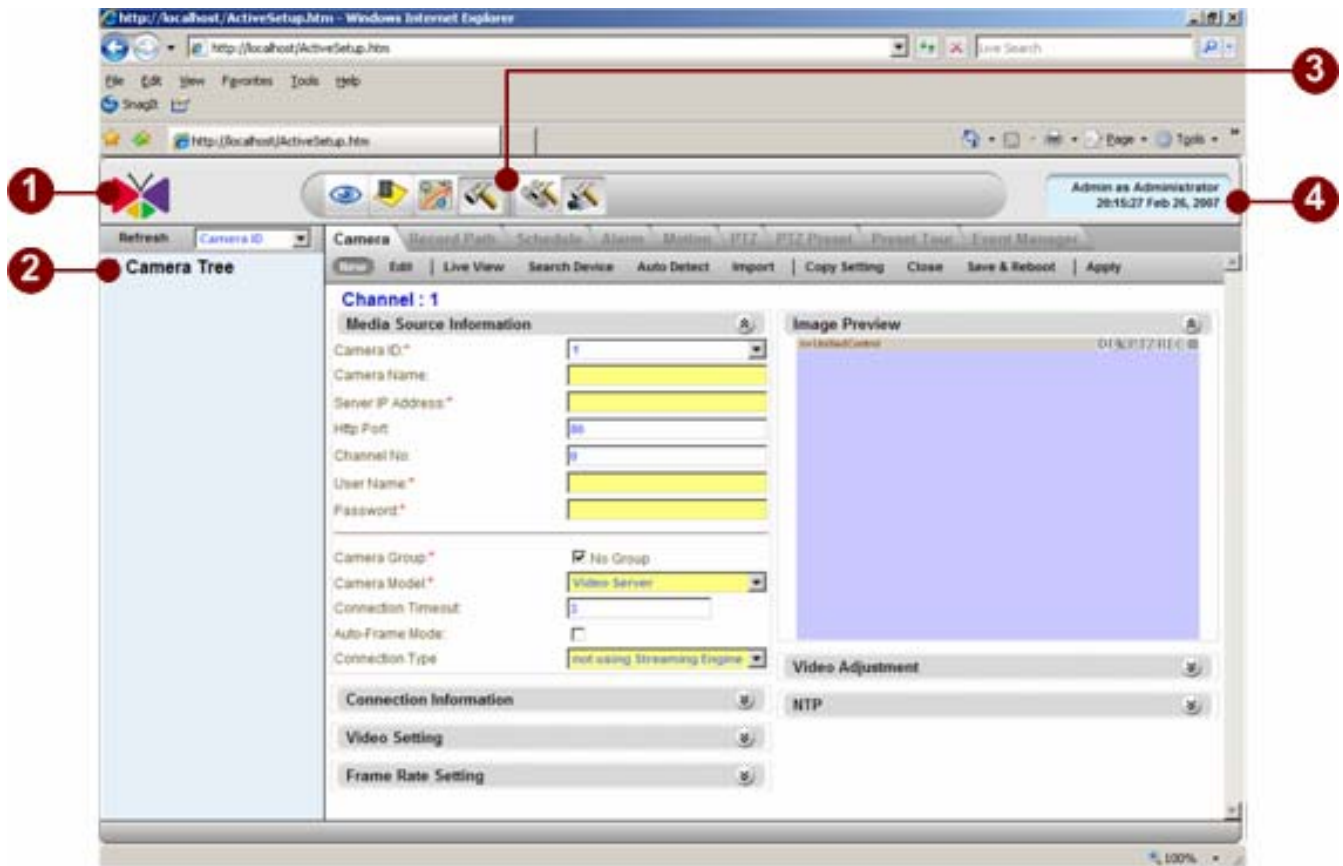 http://localhost/ActiveSetup.htm - Windows Internet Explorer
http://localhost/ActiveSetup.htm
Live Search
File Edit View Favorites Tools Help
SnagIt
http://localhost/ActiveSetup.htm
Page Tools
3
1
Admin as Administrator
20:15:27 Feb 26, 2007
4
Refresh Camera ID
Camera Record Path Schedule Alarm Motion PTZ PTZ Preset Preset Tour Event Manager
2
Camera Tree
New Edit | Live View Search Device Auto Detect Import | Copy Setting Close Save & Reboot | Apply
Channel : 1
Media Source Information
Image Preview
Camera ID:* 1
Camera Name:
Server IP Address:*
Http Port: 80
Channel No:
User Name:*
Password:*
Camera Group:* No Group
Camera Model:* Video Server
Connection Timeout: 3
Auto-Frame Mode:
Connection Type not using Streaming Engine
Video Adjustment
Connection Information
NTP
Video Setting
Frame Rate Setting
100%